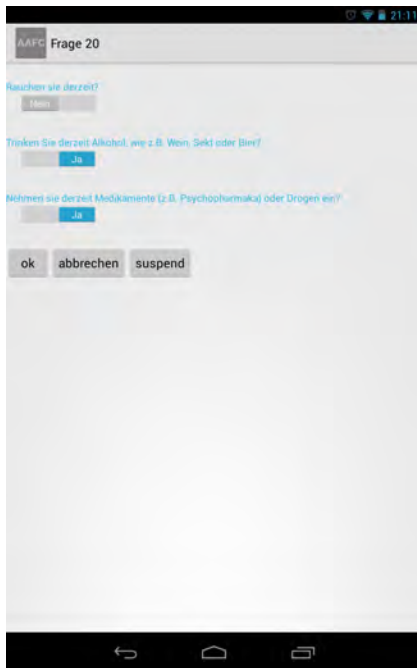 21:11
AAFC Frage 20
Rauchen sie derzeit?
Nein
Trinken Sie derzeit Alkohol, wie z.B. Wein, Sekt oder Bier?
Ja
Nehmen sie derzeit Medikamente (z.B. Psychopharmaka) oder Drogen ein?
Ja
ok abbrechen suspend